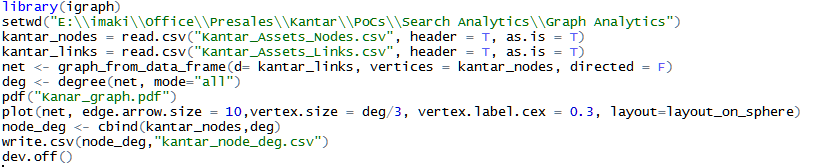 library(igraph)
setwd("E:\\imaki\\Office\\Presales\\Kantar\\PoCs\\Search Analytics\\Graph Analytics")
kantar_nodes = read.csv("Kantar_Assets_Nodes.csv", header = T, as.is = T)
kantar_links = read.csv("Kantar_Assets_Links.csv", header = T, as.is = T)
net <- graph_from_data_frame(d= kantar_links, vertices = kantar_nodes, directed = F)
deg <- degree(net, mode="all")
pdf("Kanar_graph.pdf")
plot(net, edge.arrow.size = 10,vertex.size = deg/3, vertex.label.cex = 0.3, layout=layout_on_sphere)
node_deg <- cbind(kantar_nodes,deg)
write.csv(node_deg,"kantar_node_deg.csv")
dev.off()